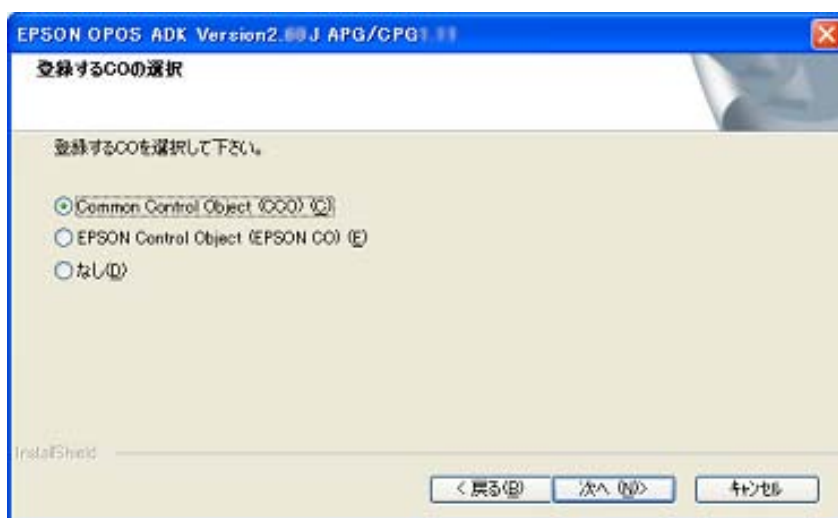 EPSON OPOS ADK Version2. J APG/CPG
登録するCOの選択
登録するCOを選択して下さい。
Common Control Object (CCO) (C)
EPSON Control Object (EPSON CO) (E)
なし(D)
InstallShield
< 戻る(B)
次へ (N)>
キャンセル